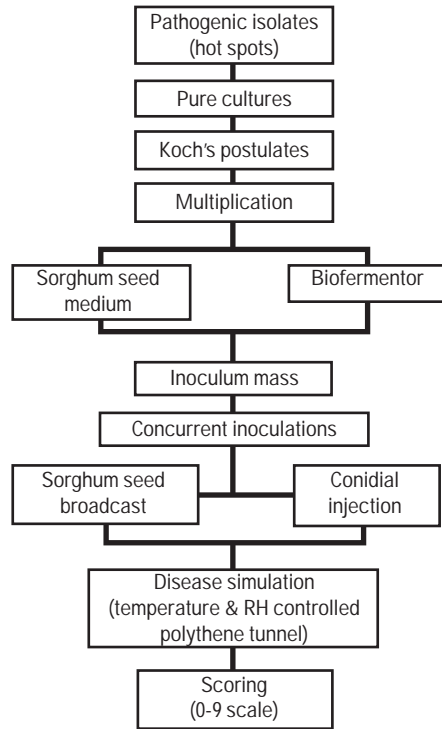 Pathogenic isolates
(hot spots)
Pure cultures
Koch's postulates
Multiplication
Sorghum seed
medium
Biofermentor
Inoculum mass
Concurrent inoculations
Sorghum seed
broadcast
Conidial
injection
Disease simulation
(temperature & RH controlled
polythene tunnel)
Scoring
(0-9 scale)